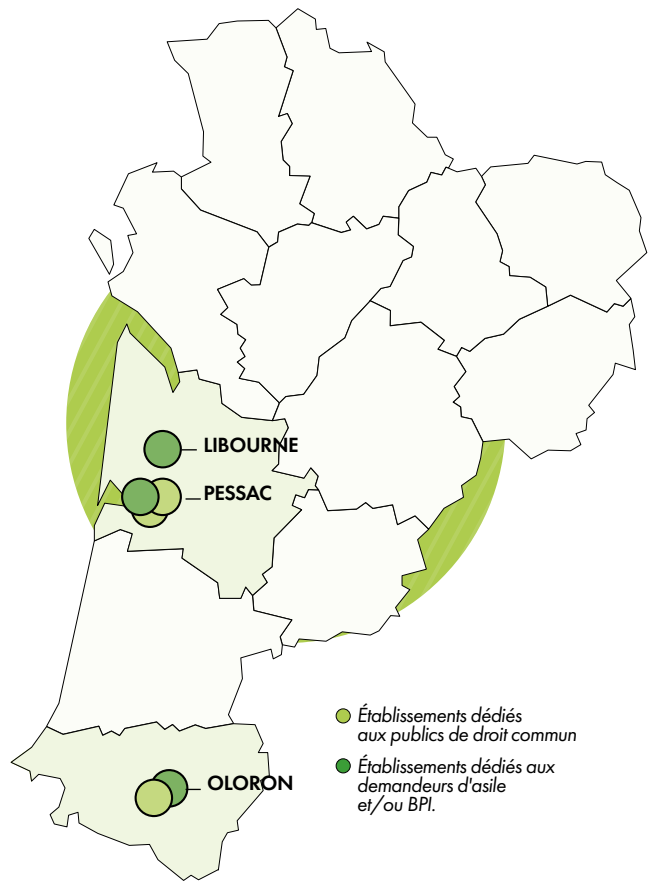 LIBOURNE
PESSAC
Établissements dédiés
aux publics de droit commun
Établissements dédiés aux
demandeurs d'asile
et/ou BPI.
OLORON